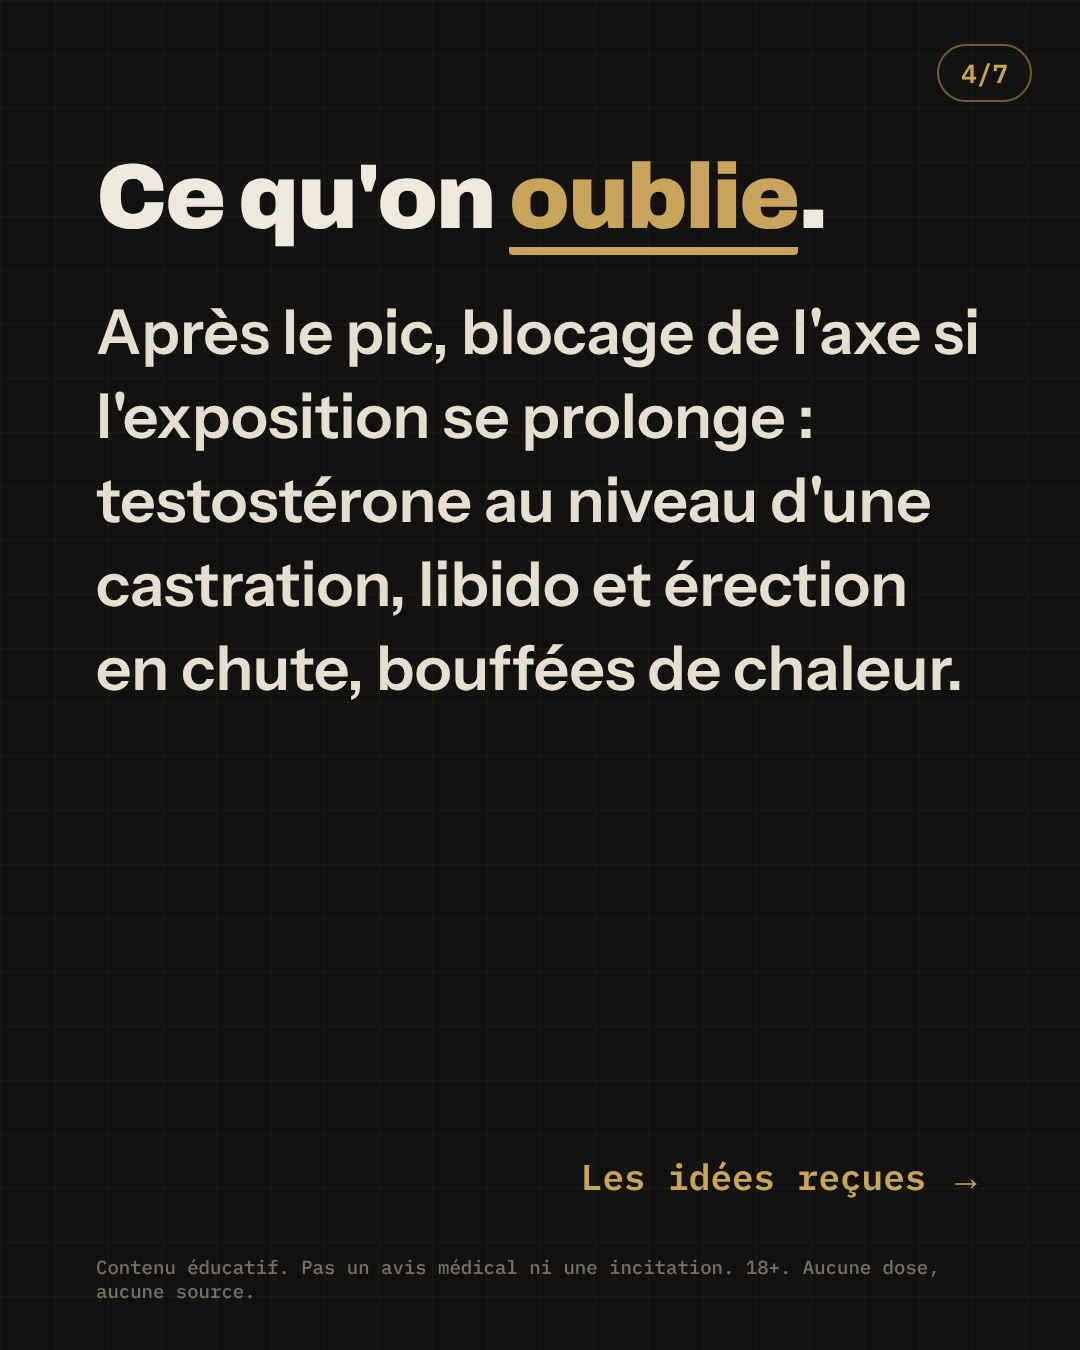 4/7
Ce qu'on oublie.
Après le pic, blocage de l'axe si
l'exposition se prolonge :
testostérone au niveau d'une
castration, libido et érection
en chute, bouffées de chaleur.
Les idées reçues →
Contenu éducatif. Pas un avis médical ni une incitation. 18+. Aucune dose,
aucune source.